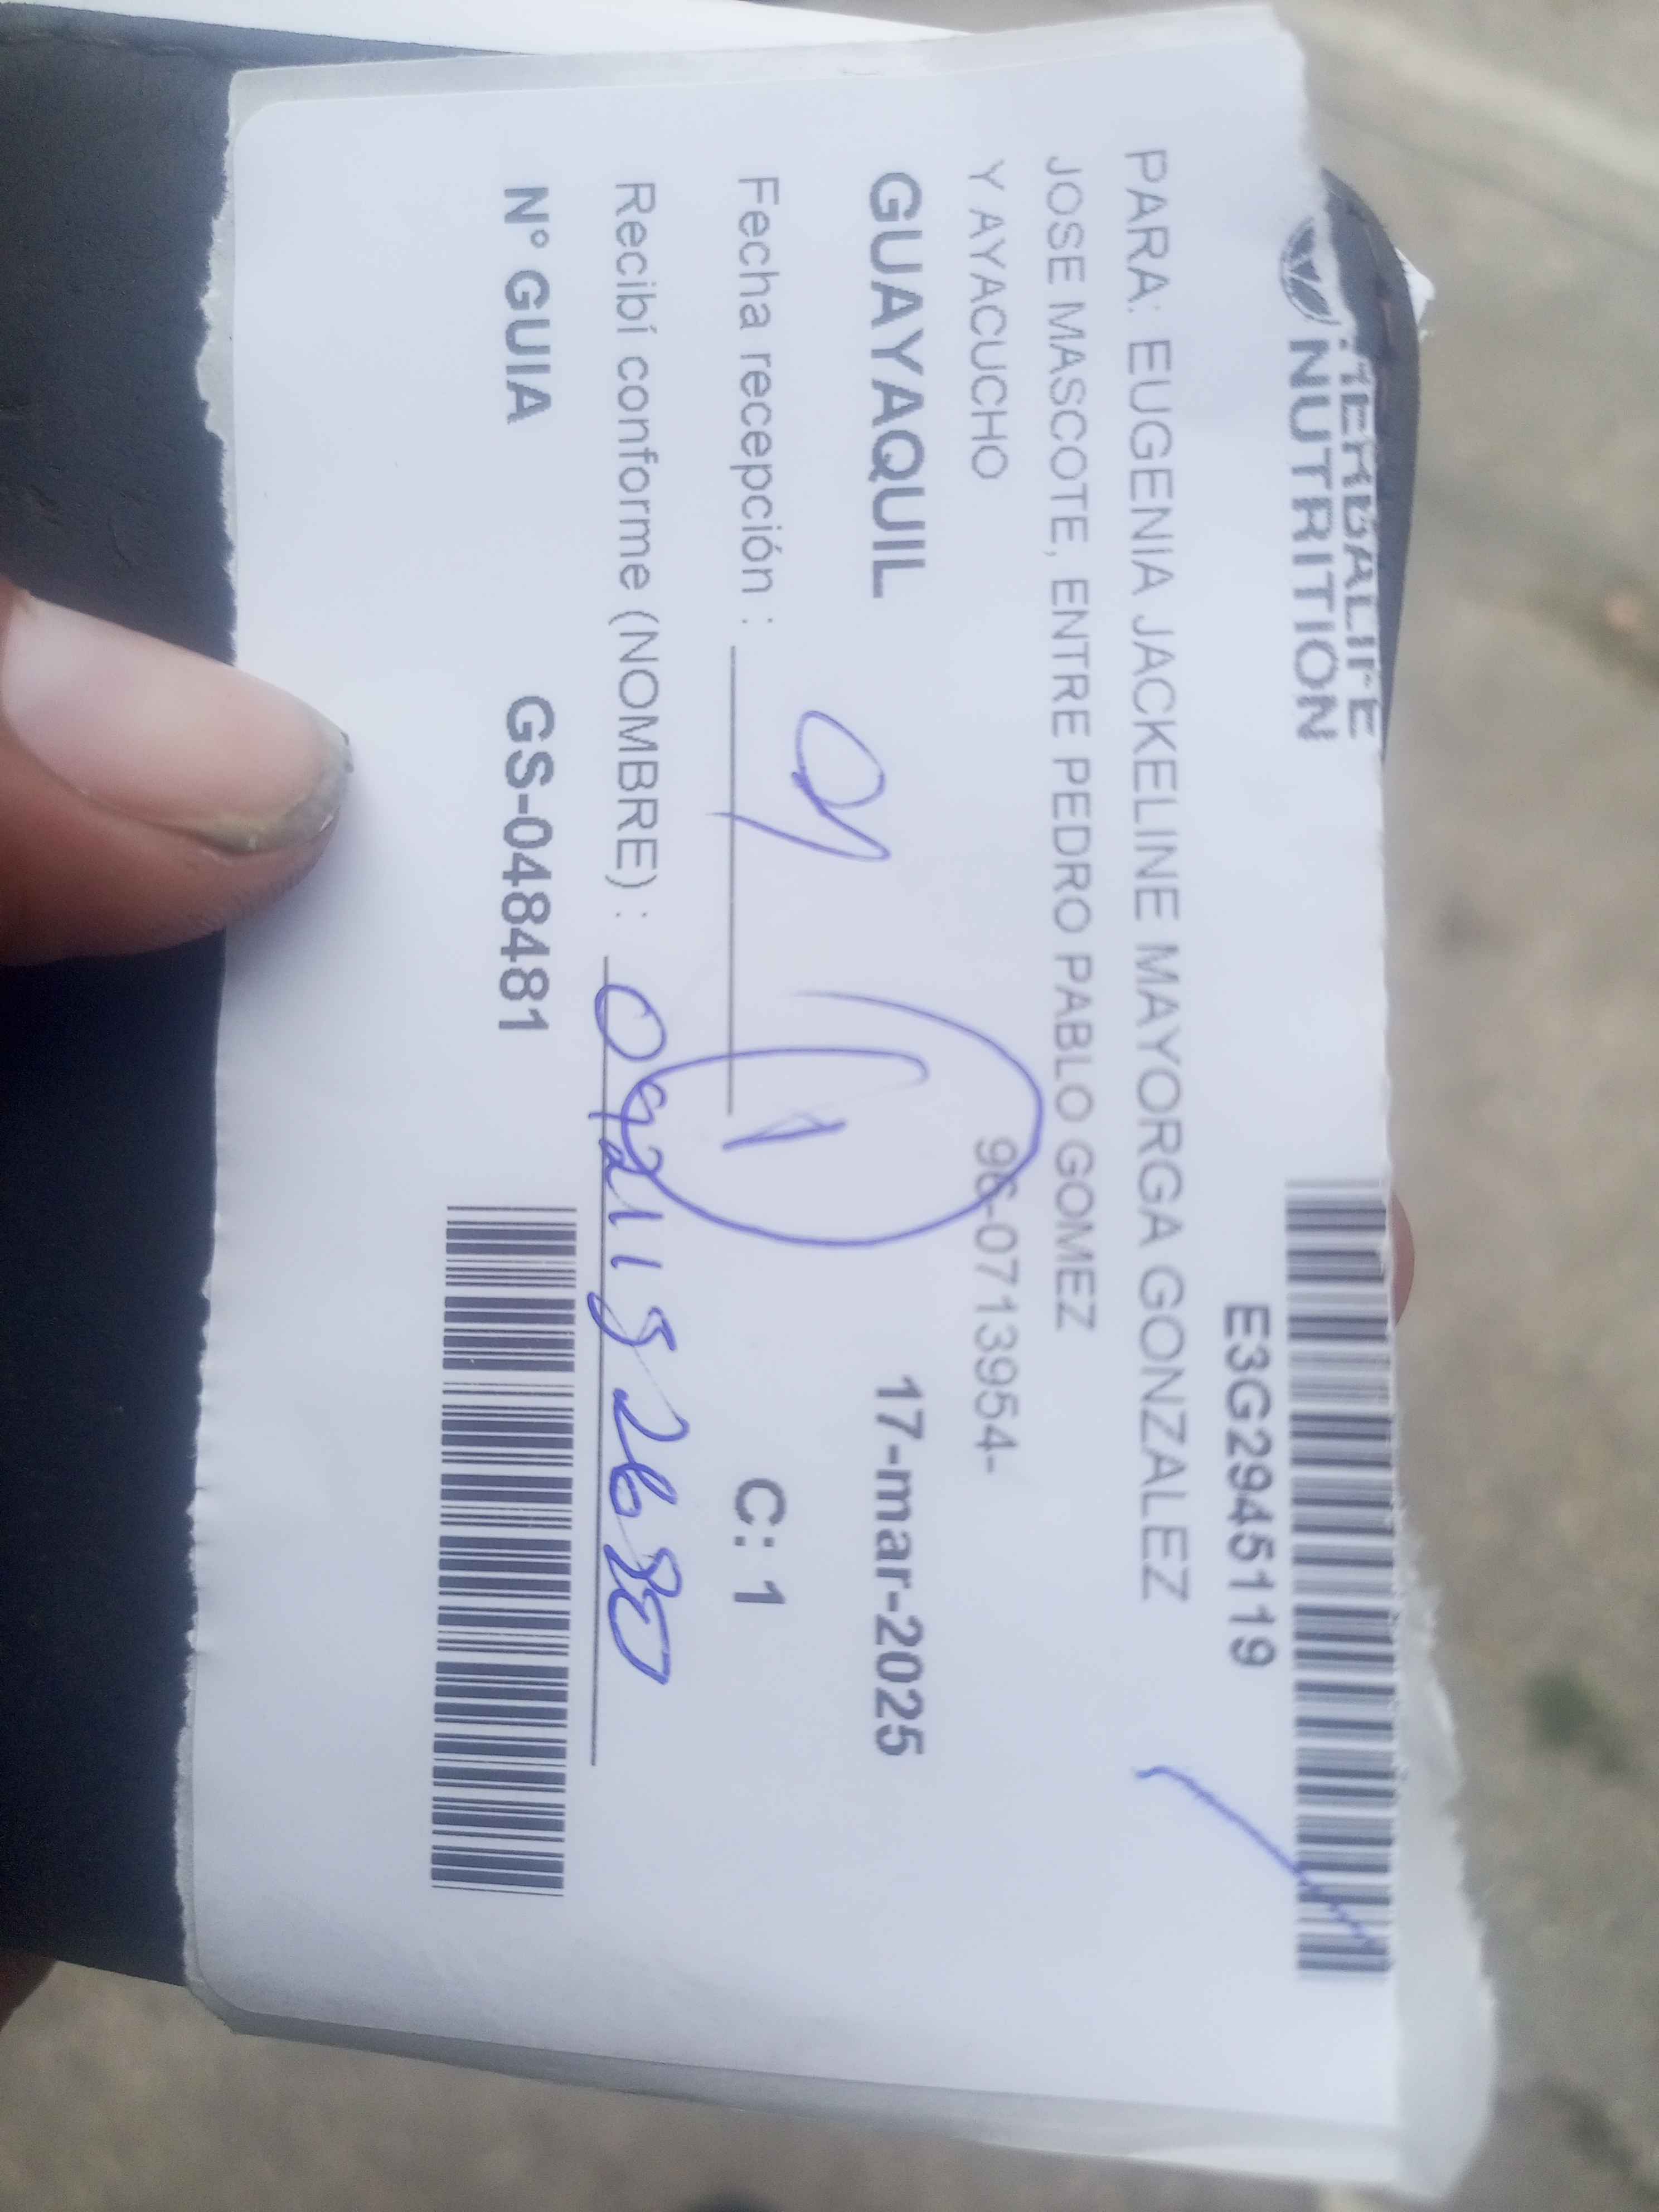 HERBALIFE
NUTRITION
E3G2945119
PARA: EUGENIA JACKELINE MAYORGA GONZALEZ
JOSE MASCOTE, ENTRE PEDRO PABLO GOMEZ
Y AYACUCHO 96-0713954-
GUAYAQUIL 17-mar-2025
Fecha recepción : C: 1
Recibí conforme (NOMBRE) :
N° GUIA GS-048481